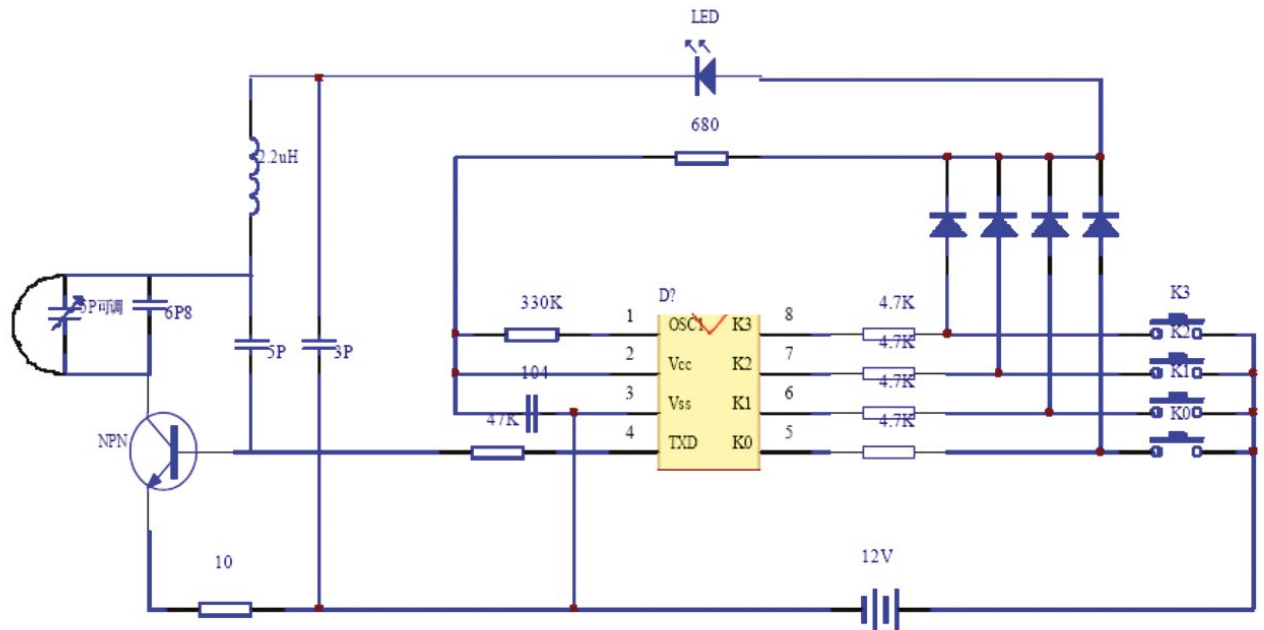 LED
680
2.2uH
5P可调
6P8
5P
3P
330K
D?
4.7K
K3
1
OSC1
K3
8
K2
4.7K
2
Vcc
K2
7
104
4.7K
K1
3
Vss
K1
6
47K
4.7K
K0
NPN
4
TXD
K0
5
10
12V